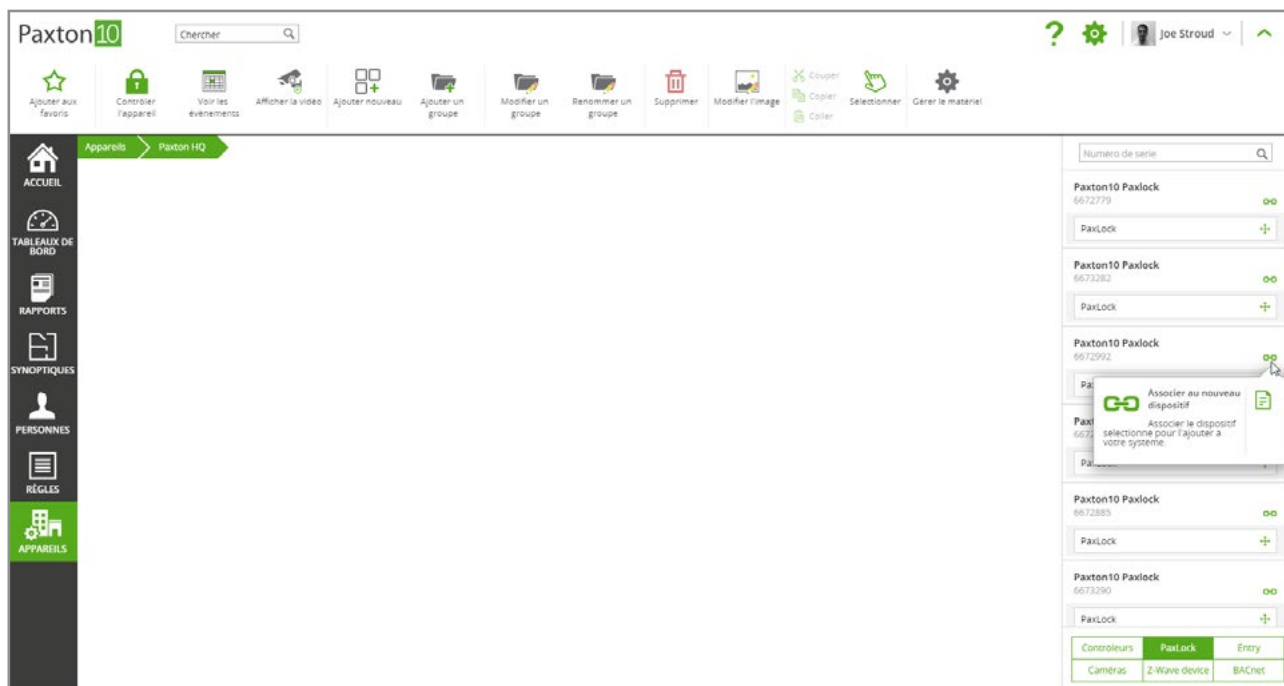 Paxton10
Chercher
Joe Stroud
Ajouter aux
favoris
Contrôler
l'appareil
Voir les
évènements
Afficher la vidéo
Ajouter nouveau
Ajouter un
groupe
Modifier un
groupe
Renommer un
groupe
Supprimer
Modifier l'image
Couper
Copier
Coller
Sélectionner
Gérer le matériel
ACCUEIL
TABLEAUX DE
BORD
RAPPORTS
SYNOPTIQUES
PERSONNES
RÈGLES
APPAREILS
Appareils
Paxton HQ
Numéro de série
Paxton10 Paxlock
6672779
PaxLock
Paxton10 Paxlock
6673282
PaxLock
Paxton10 Paxlock
6672992
Associer au nouveau
dispositif
Associer le dispositif
sélectionné pour l'ajouter à
votre système.
Paxton10 Paxlock
6672885
PaxLock
Paxton10 Paxlock
6673290
PaxLock
Contrôleurs PaxLock Entry
Caméras Z-Wave device BACnet